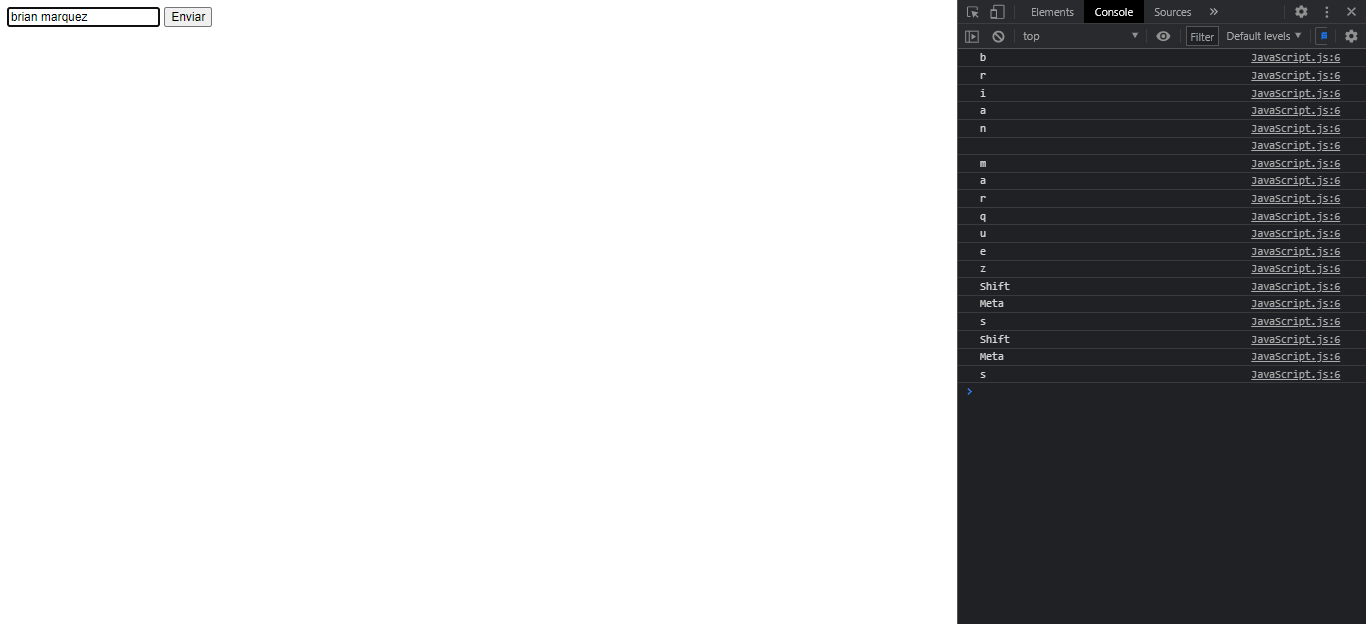 brian marquez Enviar
Elements Console Sources
top Filter Default levels
b JavaScript.js:6
r JavaScript.js:6
i JavaScript.js:6
a JavaScript.js:6
n JavaScript.js:6
JavaScript.js:6
m JavaScript.js:6
a JavaScript.js:6
r JavaScript.js:6
q JavaScript.js:6
u JavaScript.js:6
e JavaScript.js:6
z JavaScript.js:6
Shift JavaScript.js:6
Meta JavaScript.js:6
s JavaScript.js:6
Shift JavaScript.js:6
Meta JavaScript.js:6
s JavaScript.js:6